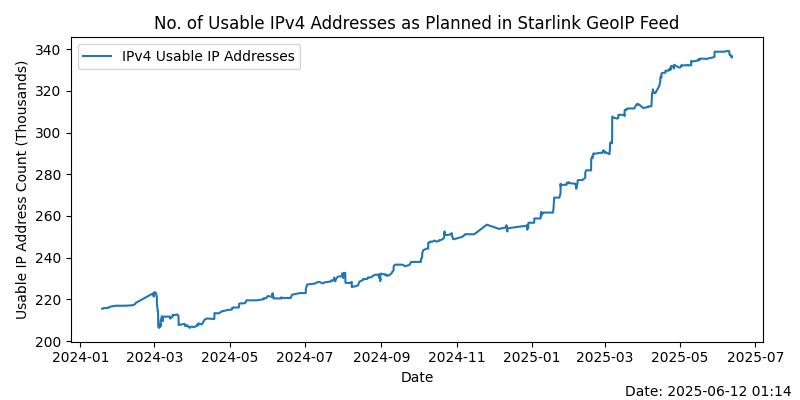 No. of Usable IPv4 Addresses as Planned in Starlink GeoIP Feed
IPv4 Usable IP Addresses
Usable IP Address Count (Thousands)
340
320
300
280
260
240
220
200
2024-01 2024-03 2024-05 2024-07 2024-09 2024-11 2025-01 2025-03 2025-05 2025-07
Date
Date: 2025-06-12 01:14